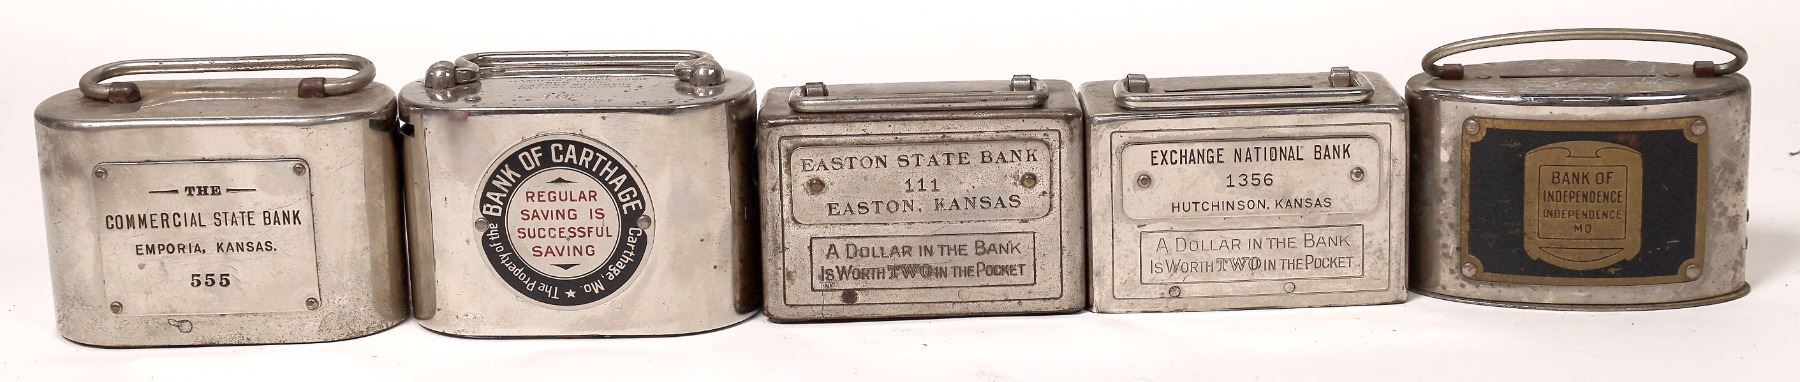 THE
COMMERCIAL STATE BANK
EMPORIA, KANSAS.
555
BANK OF CARTHAGE
Carthage, Mo. ★ The Property of the
REGULAR
SAVING IS
SUCCESSFUL
SAVING
EASTON STATE BANK
111
EASTON, KANSAS
A DOLLAR IN THE BANK
IS WORTH TWO IN THE POCKET
EXCHANGE NATIONAL BANK
1356
HUTCHINSON, KANSAS
A DOLLAR IN THE BANK
IS WORTH TWO IN THE POCKET
BANK OF
INDEPENDENCE
INDEPENDENCE
MO.